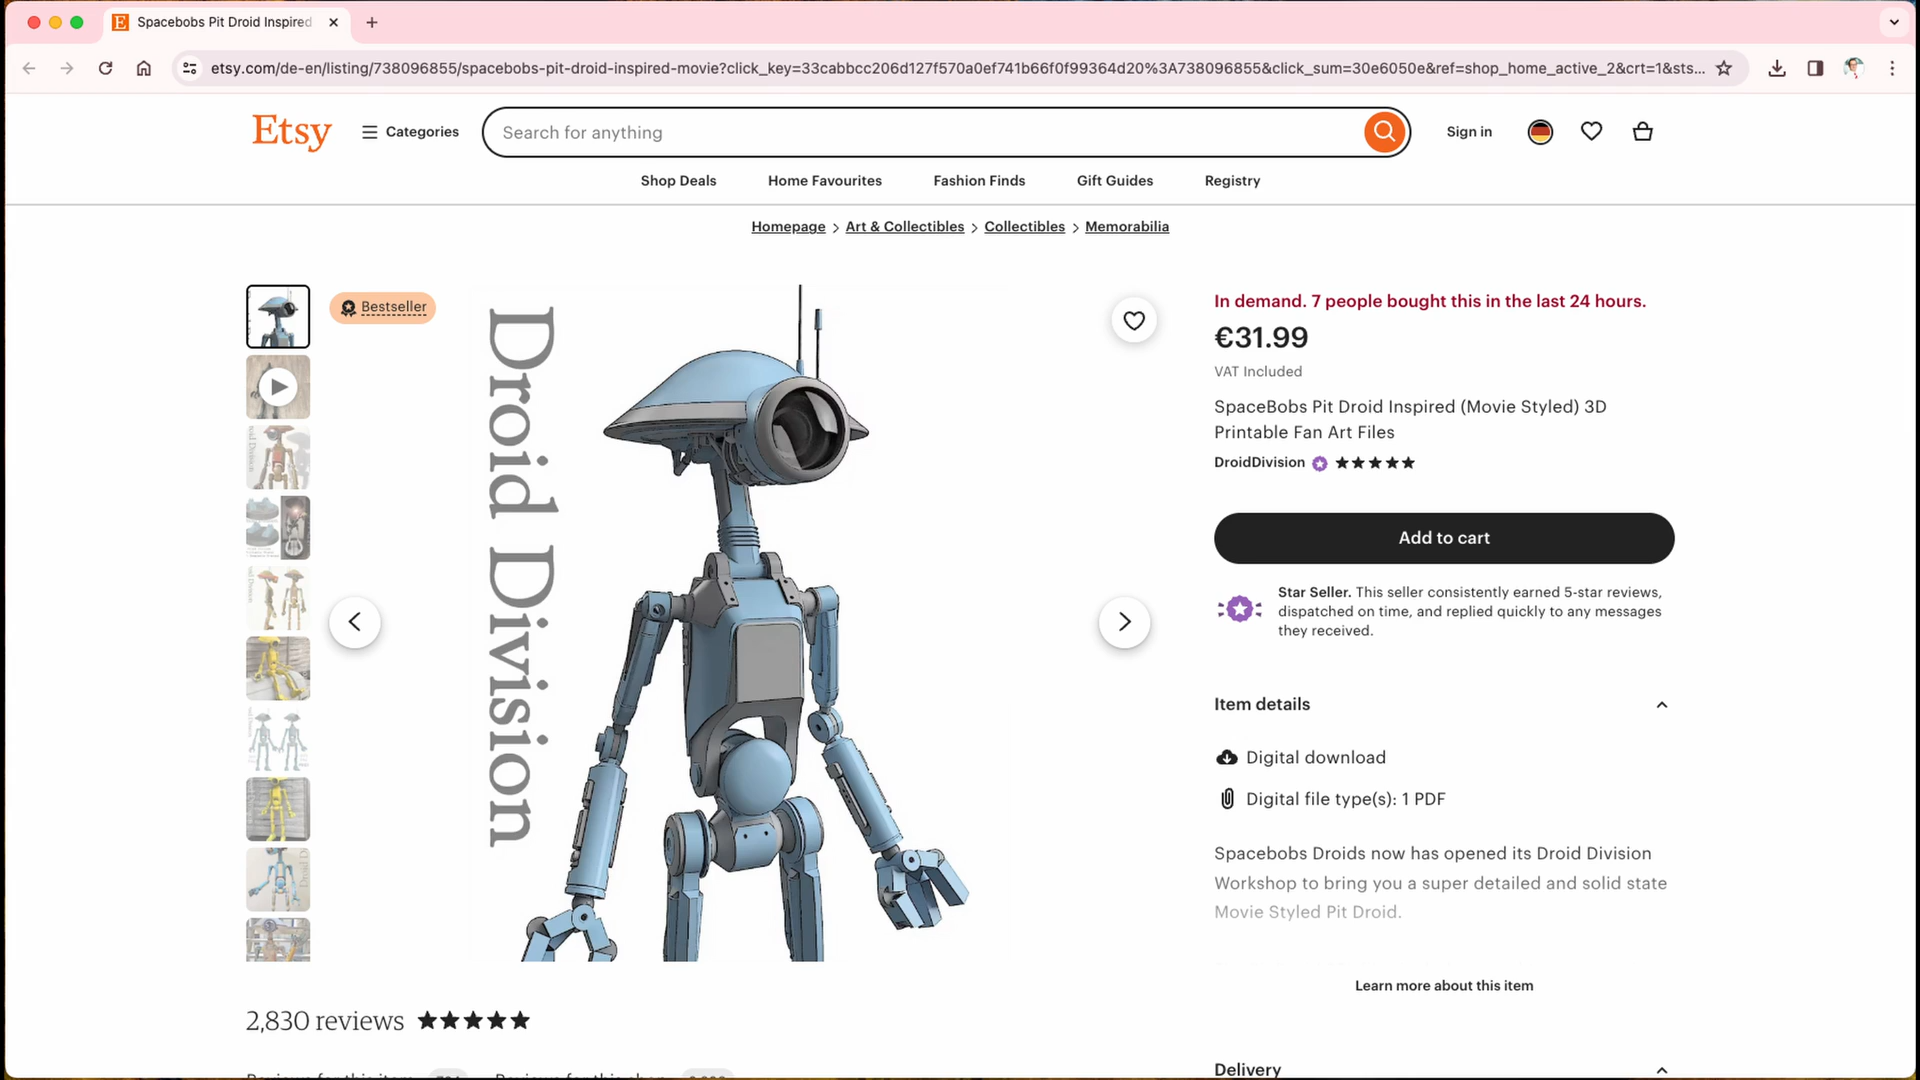 Spacebobs Pit Droid Inspired
etsy.com/de-en/listing/738096855/spacebobs-pit-droid-inspired-movie?click_key=33cabbcc206d127f570a0ef741b66f0f99364d20%3A738096855&click_sum=30e6050e&ref=shop_home_active_2&crt=1&sts...
Etsy
Categories
Search for anything
Sign in
Shop Deals
Home Favourites
Fashion Finds
Gift Guides
Registry
Homepage > Art & Collectibles > Collectibles > Memorabilia
Bestseller
Droid Division
In demand. 7 people bought this in the last 24 hours.
€31.99
VAT Included
SpaceBobs Pit Droid Inspired (Movie Styled) 3D
Printable Fan Art Files
DroidDivision
Add to cart
Star Seller. This seller consistently earned 5-star reviews,
dispatched on time, and replied quickly to any messages
they received.
Item details
Digital download
Digital file type(s): 1 PDF
Spacebobs Droids now has opened its Droid Division
Workshop to bring you a super detailed and solid state
Movie Styled Pit Droid.
Learn more about this item
2,830 reviews
Delivery